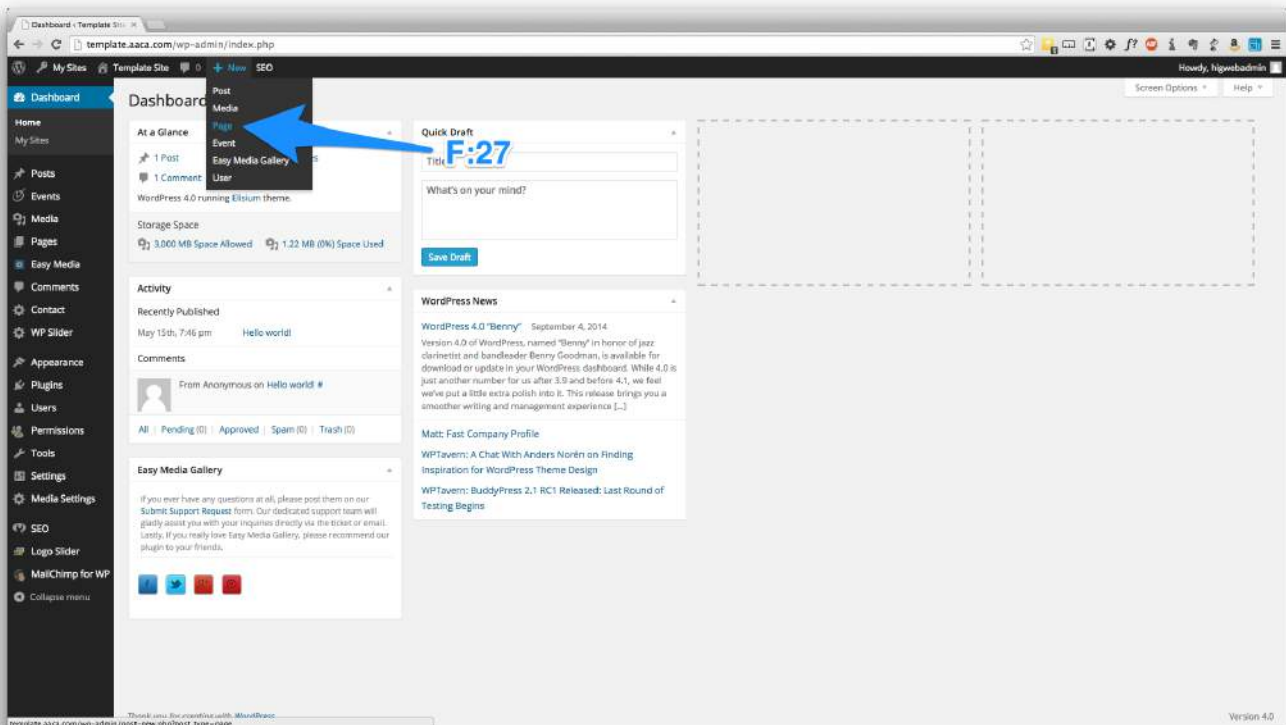 Dashboard ‹ Template Sit
template.aaca.com/wp-admin/index.php
My Sites Template Site 0 + New SEO
Howdy, higwebadmin
Screen Options Help
Dashboard
Home
My Sites
Posts
Events
Media
Pages
Easy Media
Comments
Contact
WP Slider
Appearance
Plugins
Users
Permissions
Tools
Settings
Media Settings
SEO
Logo Slider
MailChimp for WP
Collapse menu
Dashboard
Post
Media
Page
Event
Easy Media Gallery
User
F:27
At a Glance
1 Post
1 Comment
WordPress 4.0 running Elisium theme.
Storage Space
3,000 MB Space Allowed 1.22 MB (0%) Space Used
Activity
Recently Published
May 15th, 7:46 pm Hello world!
Comments
From Anonymous on Hello world! #
All | Pending (0) | Approved | Spam (0) | Trash (0)
Easy Media Gallery
If you ever have any questions at all, please post them on our
Submit Support Request form. Our dedicated support team will
gladly assist you with your inquiries directly via the ticket or email.
Lastly, If you really love Easy Media Gallery, please recommend our
plugin to your friends.
Quick Draft
Title
What's on your mind?
Save Draft
WordPress News
WordPress 4.0 "Benny" September 4, 2014
Version 4.0 of WordPress, named "Benny" in honor of jazz
clarinetist and bandleader Benny Goodman, is available for
download or update in your WordPress dashboard. While 4.0 is
just another number for us after 3.9 and before 4.1, we feel
we've put a little extra polish into it. This release brings you a
smoother writing and management experience […]
Matt: Fast Company Profile
WPTavern: A Chat With Anders Norén on Finding
Inspiration for WordPress Theme Design
WPTavern: BuddyPress 2.1 RC1 Released: Last Round of
Testing Begins
Thank you for creating with WordPress.
template.aaca.com/wp-admin/post-new.php?post_type=page
Version 4.0